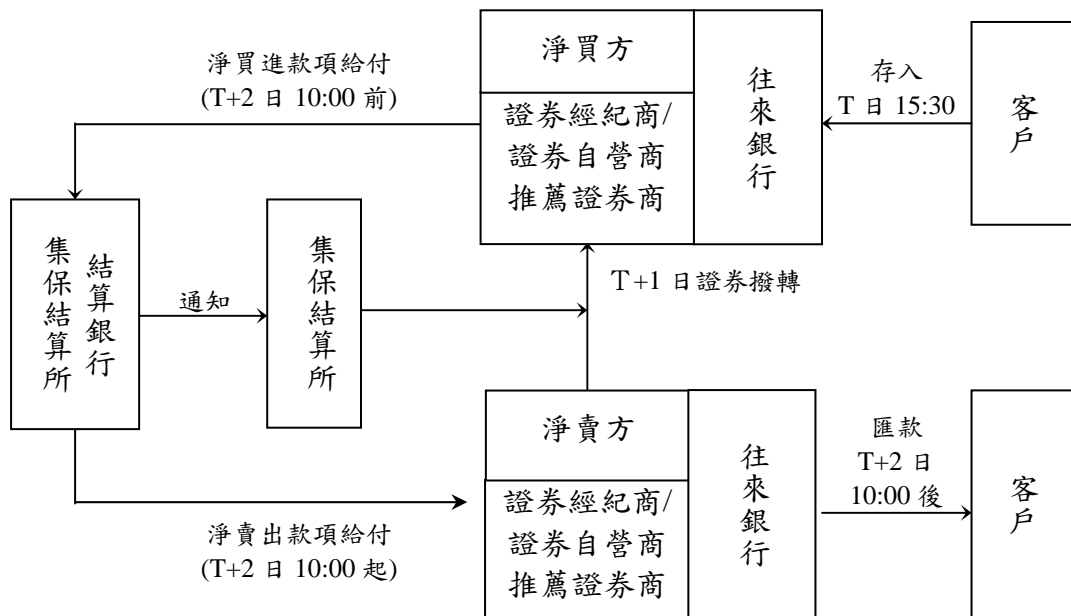 淨買進款項給付
(T+2 日 10:00 前)
淨買方
證券經紀商/
證券自營商
推薦證券商
往來銀行
存入
T 日 15:30
客戶
集保結算所
結算銀行
通知
集保結算所
T+1 日證券撥轉
淨賣方
證券經紀商/
證券自營商
推薦證券商
往來銀行
匯款
T+2 日
10:00 後
客戶
淨賣出款項給付
(T+2 日 10:00 起)